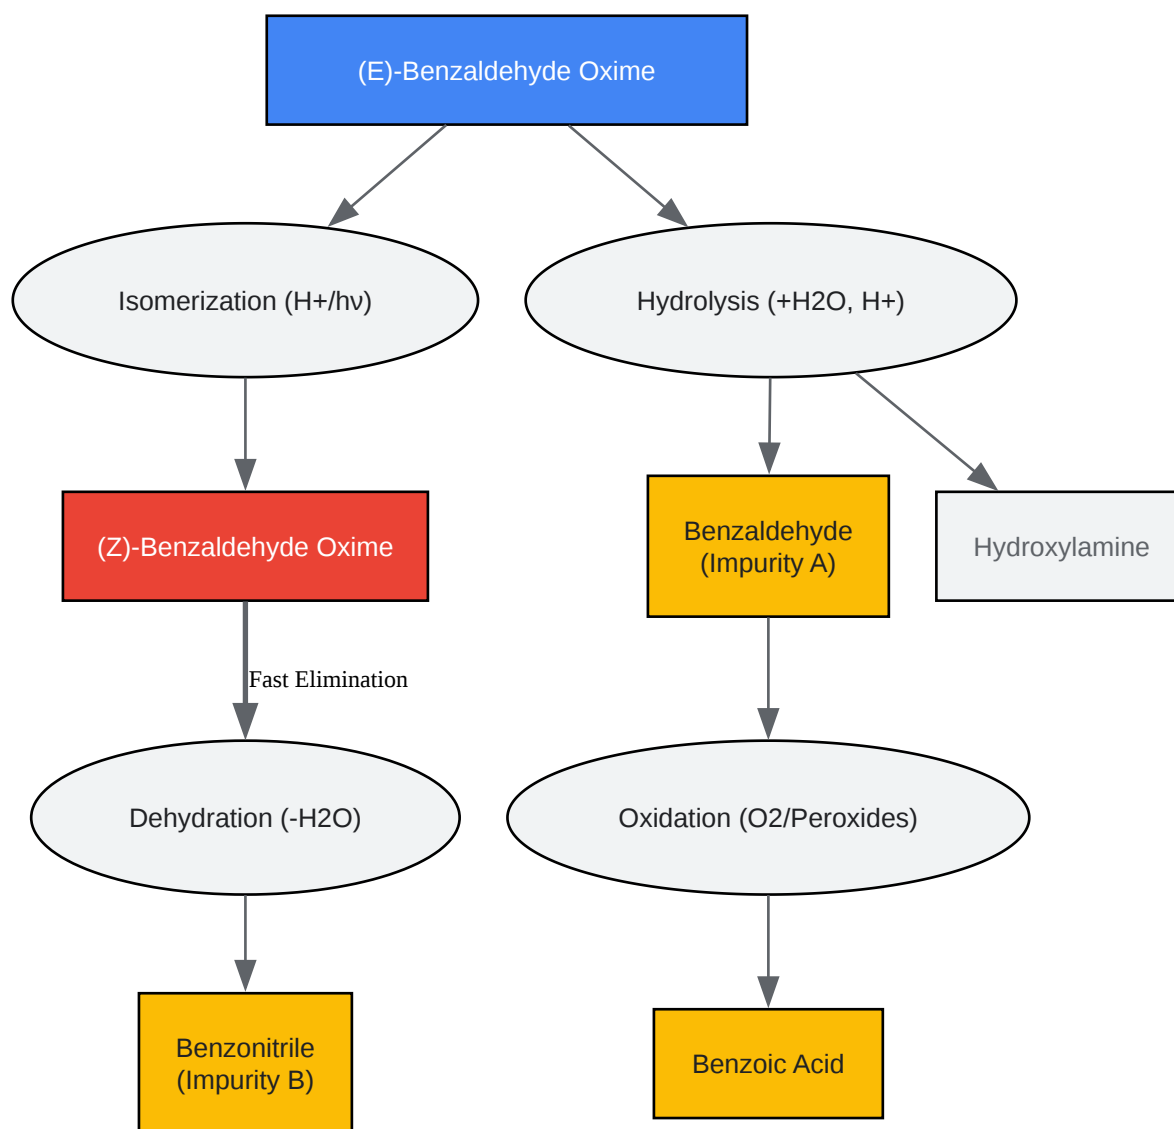 (E)-Benzaldehyde Oxime
Isomerization (H+/hν)
Hydrolysis (+H2O, H+)
(Z)-Benzaldehyde Oxime
Benzaldehyde
(Impurity A)
Hydroxylamine
Fast Elimination
Dehydration (-H2O)
Oxidation (O2/Peroxides)
Benzonitrile
(Impurity B)
Benzoic Acid